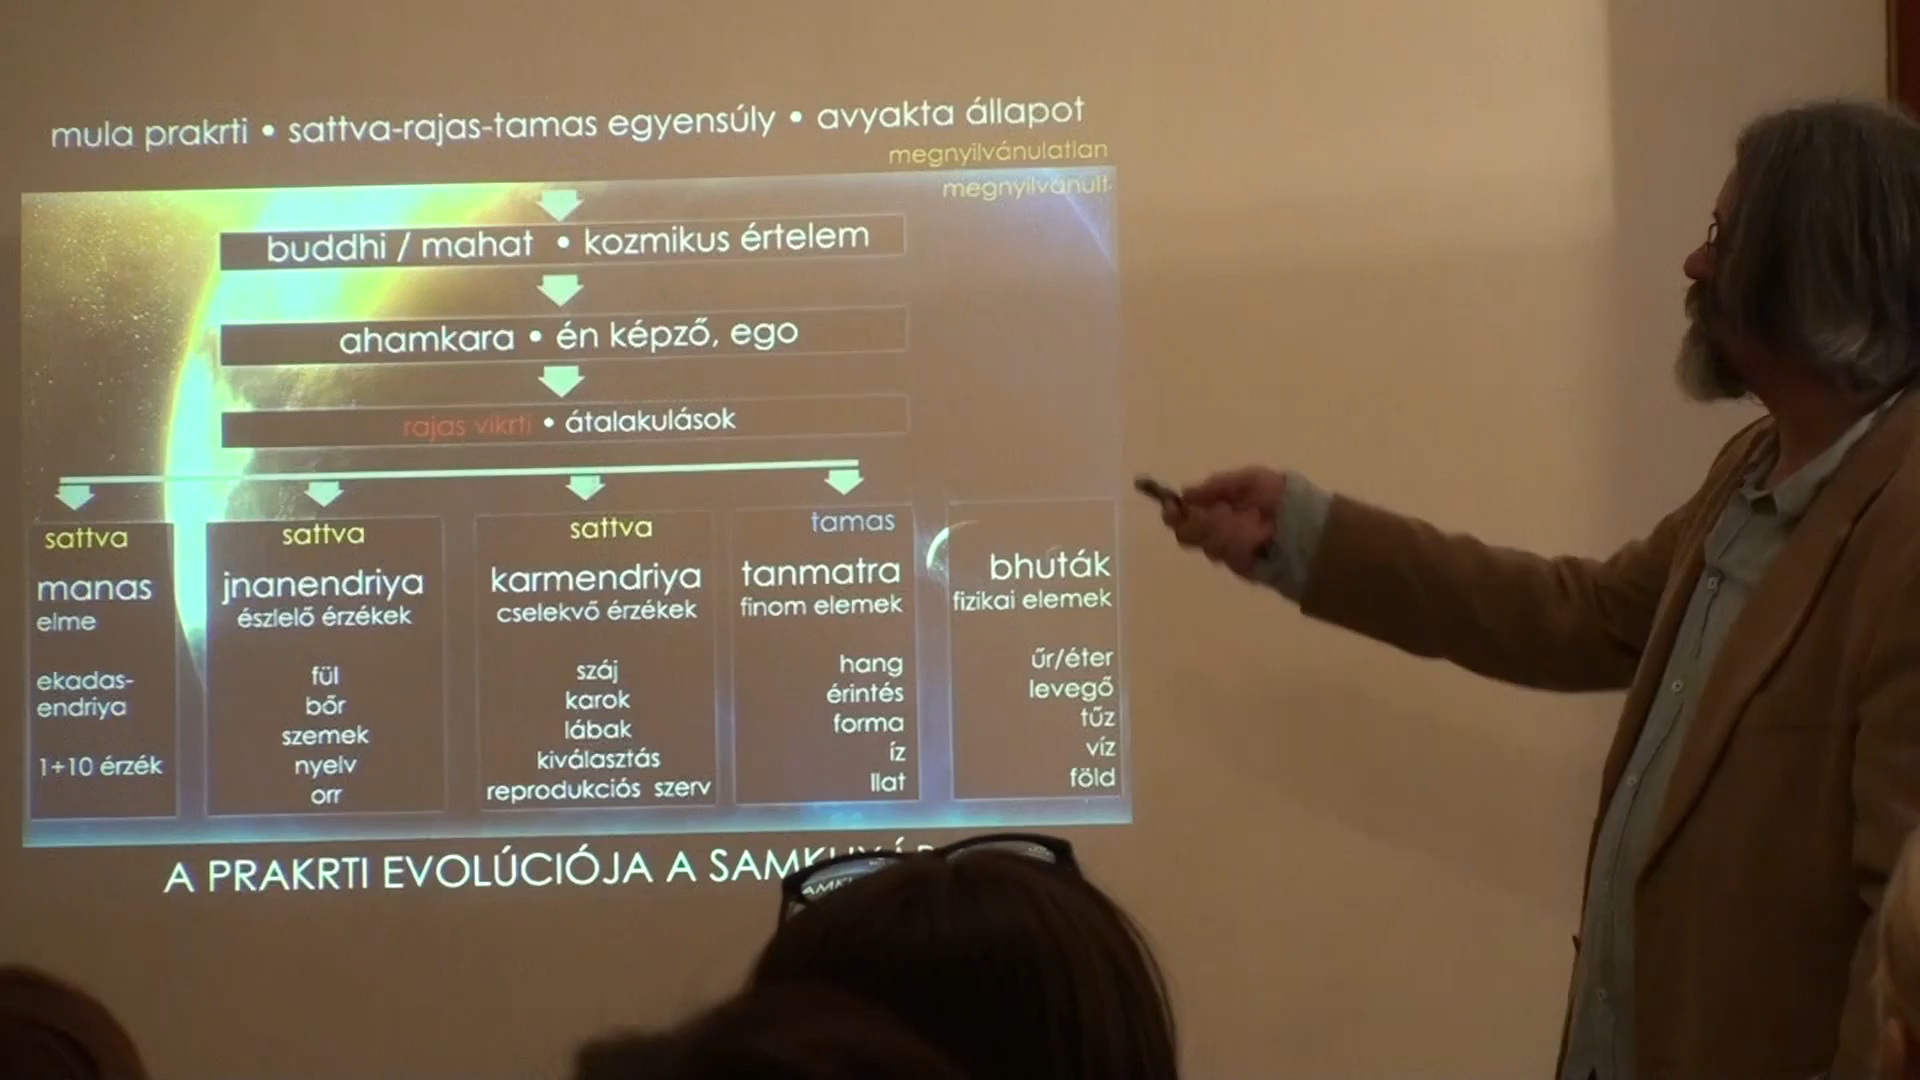 mula prakrti • sattva-rajas-tamas egyensúly • avyakta állapot
megnyilvánulatlan
megnyilvánult
buddhi / mahat • kozmikus értelem
ahamkara • én képző, ego
rajas vikrti • átalakulások
sattva
manas
elme
ekadas-
endriya
1+10 érzék
sattva
jnanendriya
észlelő érzékek
fül
bőr
szemek
nyelv
orr
sattva
karmendriya
cselekvő érzékek
száj
karok
lábak
kiválasztás
reprodukciós szerv
tamas
tanmatra
finom elemek
hang
érintés
forma
íz
llat
bhuták
fizikai elemek
űr/éter
levegő
tűz
víz
föld
A PRAKRTI EVOLÚCIÓJA A